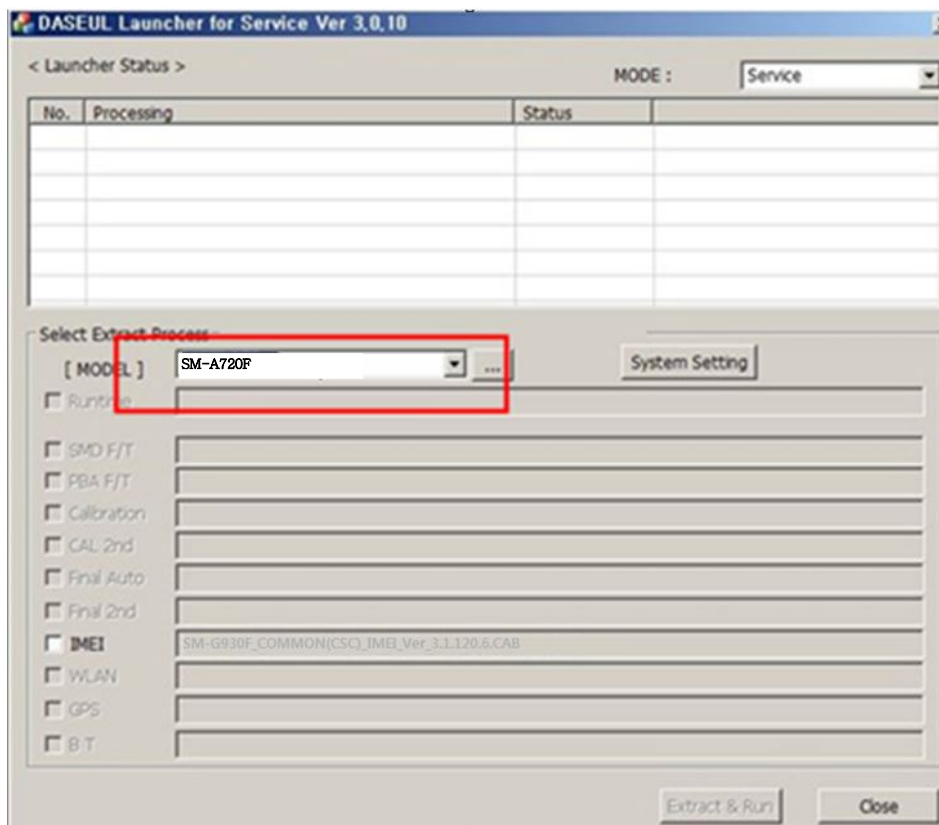 DASEUL Launcher for Service Ver 3,0,10
< Launcher Status >
MODE : Service
No. Processing Status
Select Extract Process
[ MODEL ] SM-A720F ... System Setting
Runtime
SMD F/T
PBA F/T
Calibration
CAL 2nd
Final Auto
Final 2nd
IMEI SM-G930F_COMMON(CSC)_IMEI_Ver_3.1.120.6.CAB
WLAN
GPS
B T
Extract & Run Close